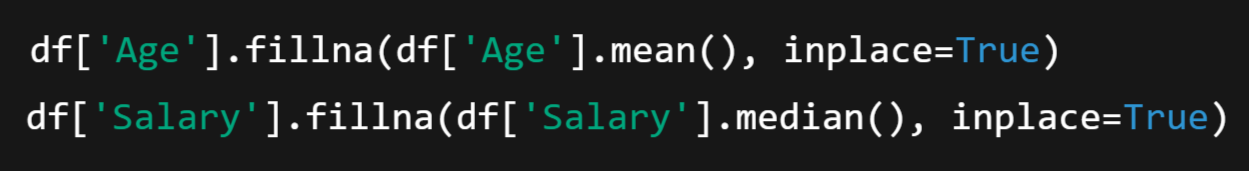 df['Age'].fillna(df['Age'].mean(), inplace=True)
df['Salary'].fillna(df['Salary'].median(), inplace=True)